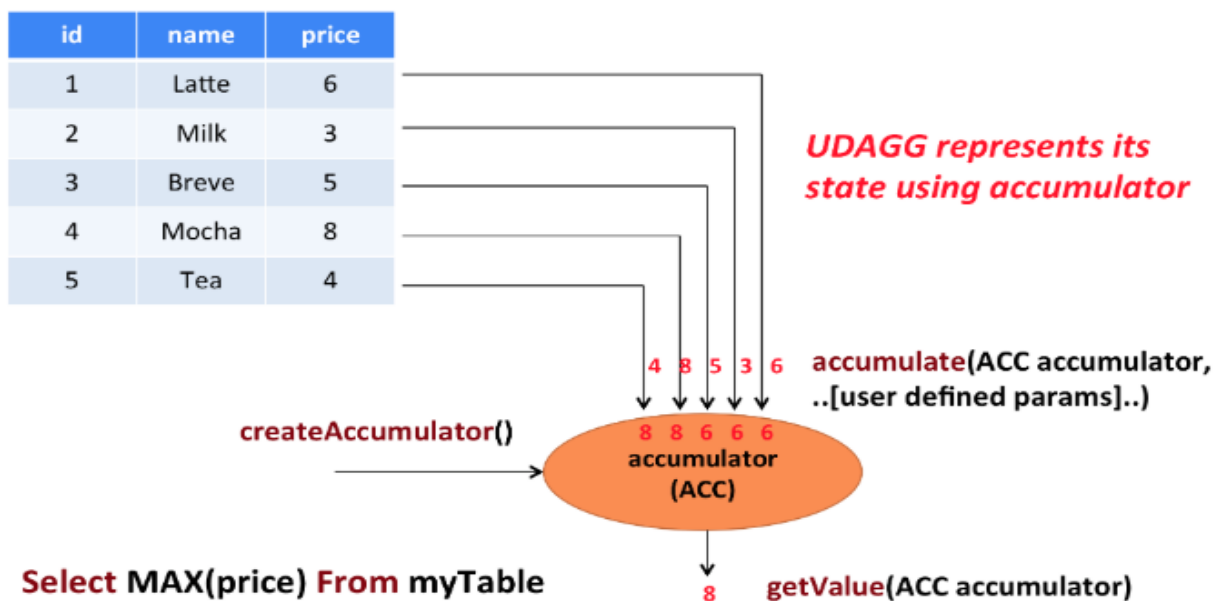 id name price
1 Latte 6
2 Milk 3
3 Breve 5
4 Mocha 8
5 Tea 4
UDAGG represents its
state using accumulator
4 8 5 3 6
accumulate(ACC accumulator,
..[user defined params]..)
createAccumulator()
8 8 6 6 6
accumulator
(ACC)
Select MAX(price) From myTable
8
getValue(ACC accumulator)